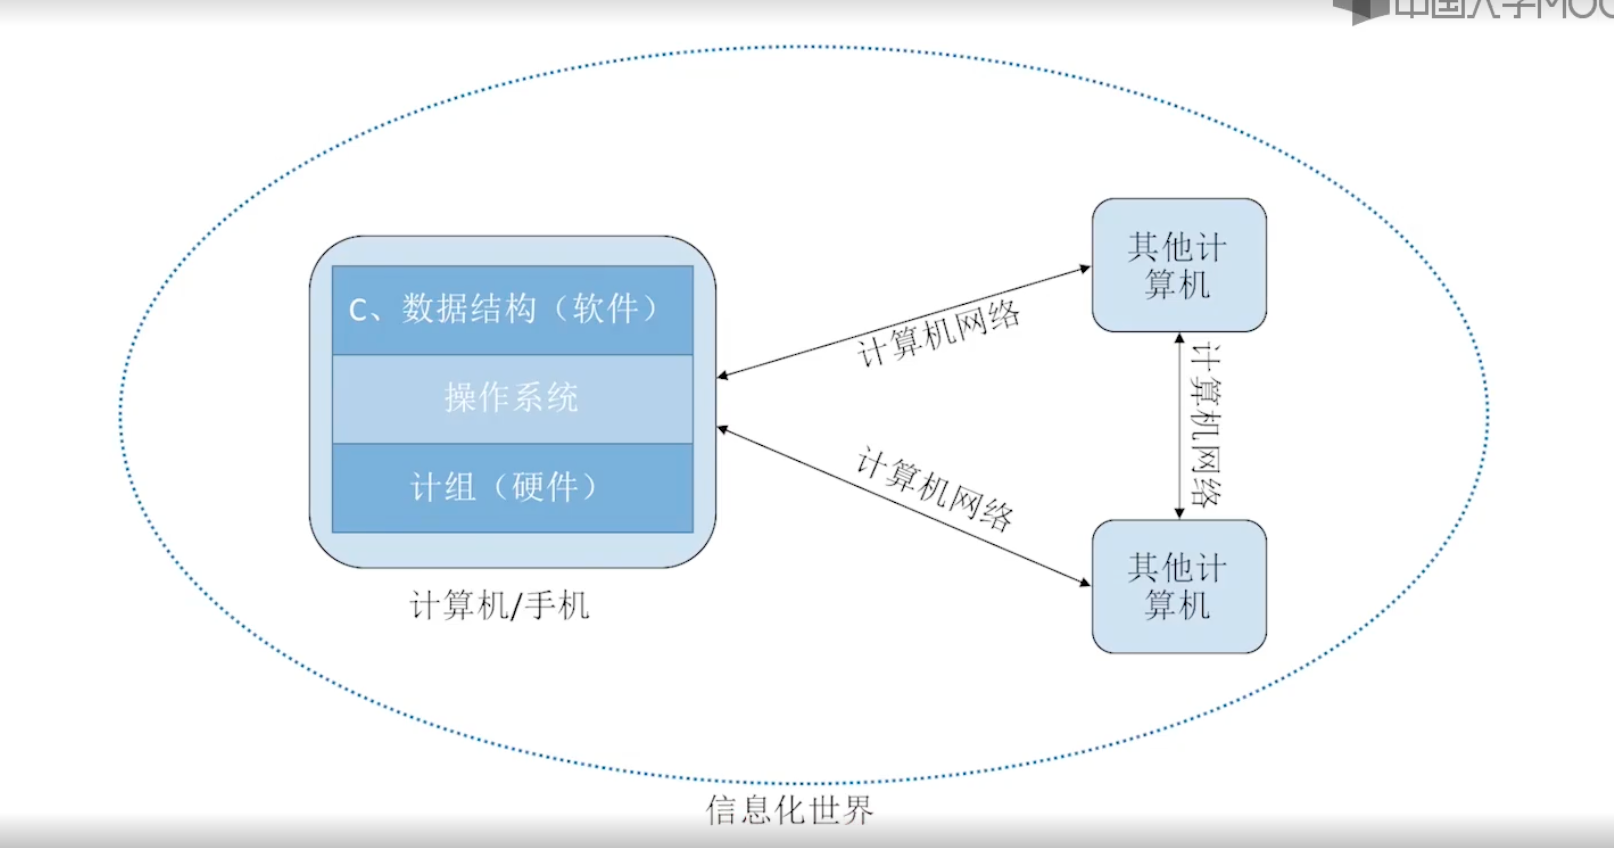 中国大学MOO
C、数据结构（软件）
操作系统
计组（硬件）
计算机/手机
计算机网络
计算机网络
计算机网络
其他计
算机
其他计
算机
信息化世界